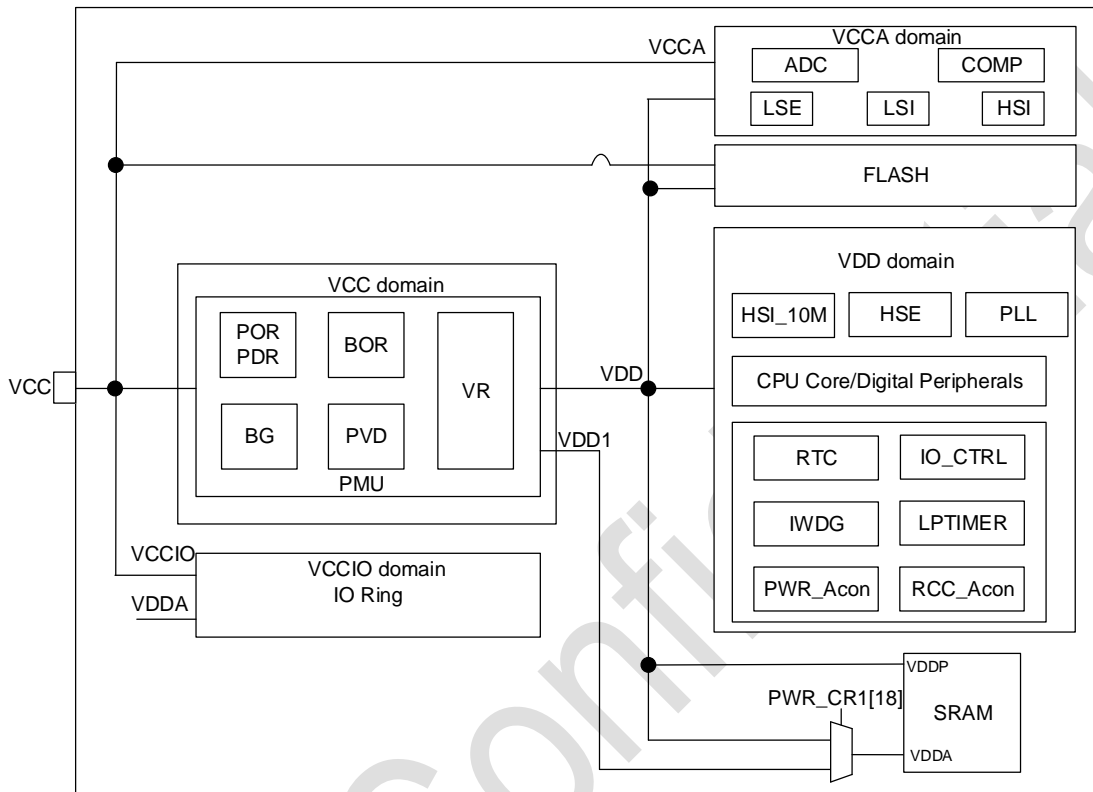 VCCA
VCCA domain
ADC
COMP
LSE
LSI
HSI
FLASH
VCC domain
POR
PDR
BOR
VR
BG
PVD
PMU
VCC
VDD
VDD1
VDD domain
HSI_10M
HSE
PLL
CPU Core/Digital Peripherals
RTC
IO_CTRL
IWDG
LPTIMER
PWR_Acon
RCC_Acon
VCCIO
VCCIO domain
IO Ring
VDDA
PWR_CR1[18]
VDDP
SRAM
VDDA